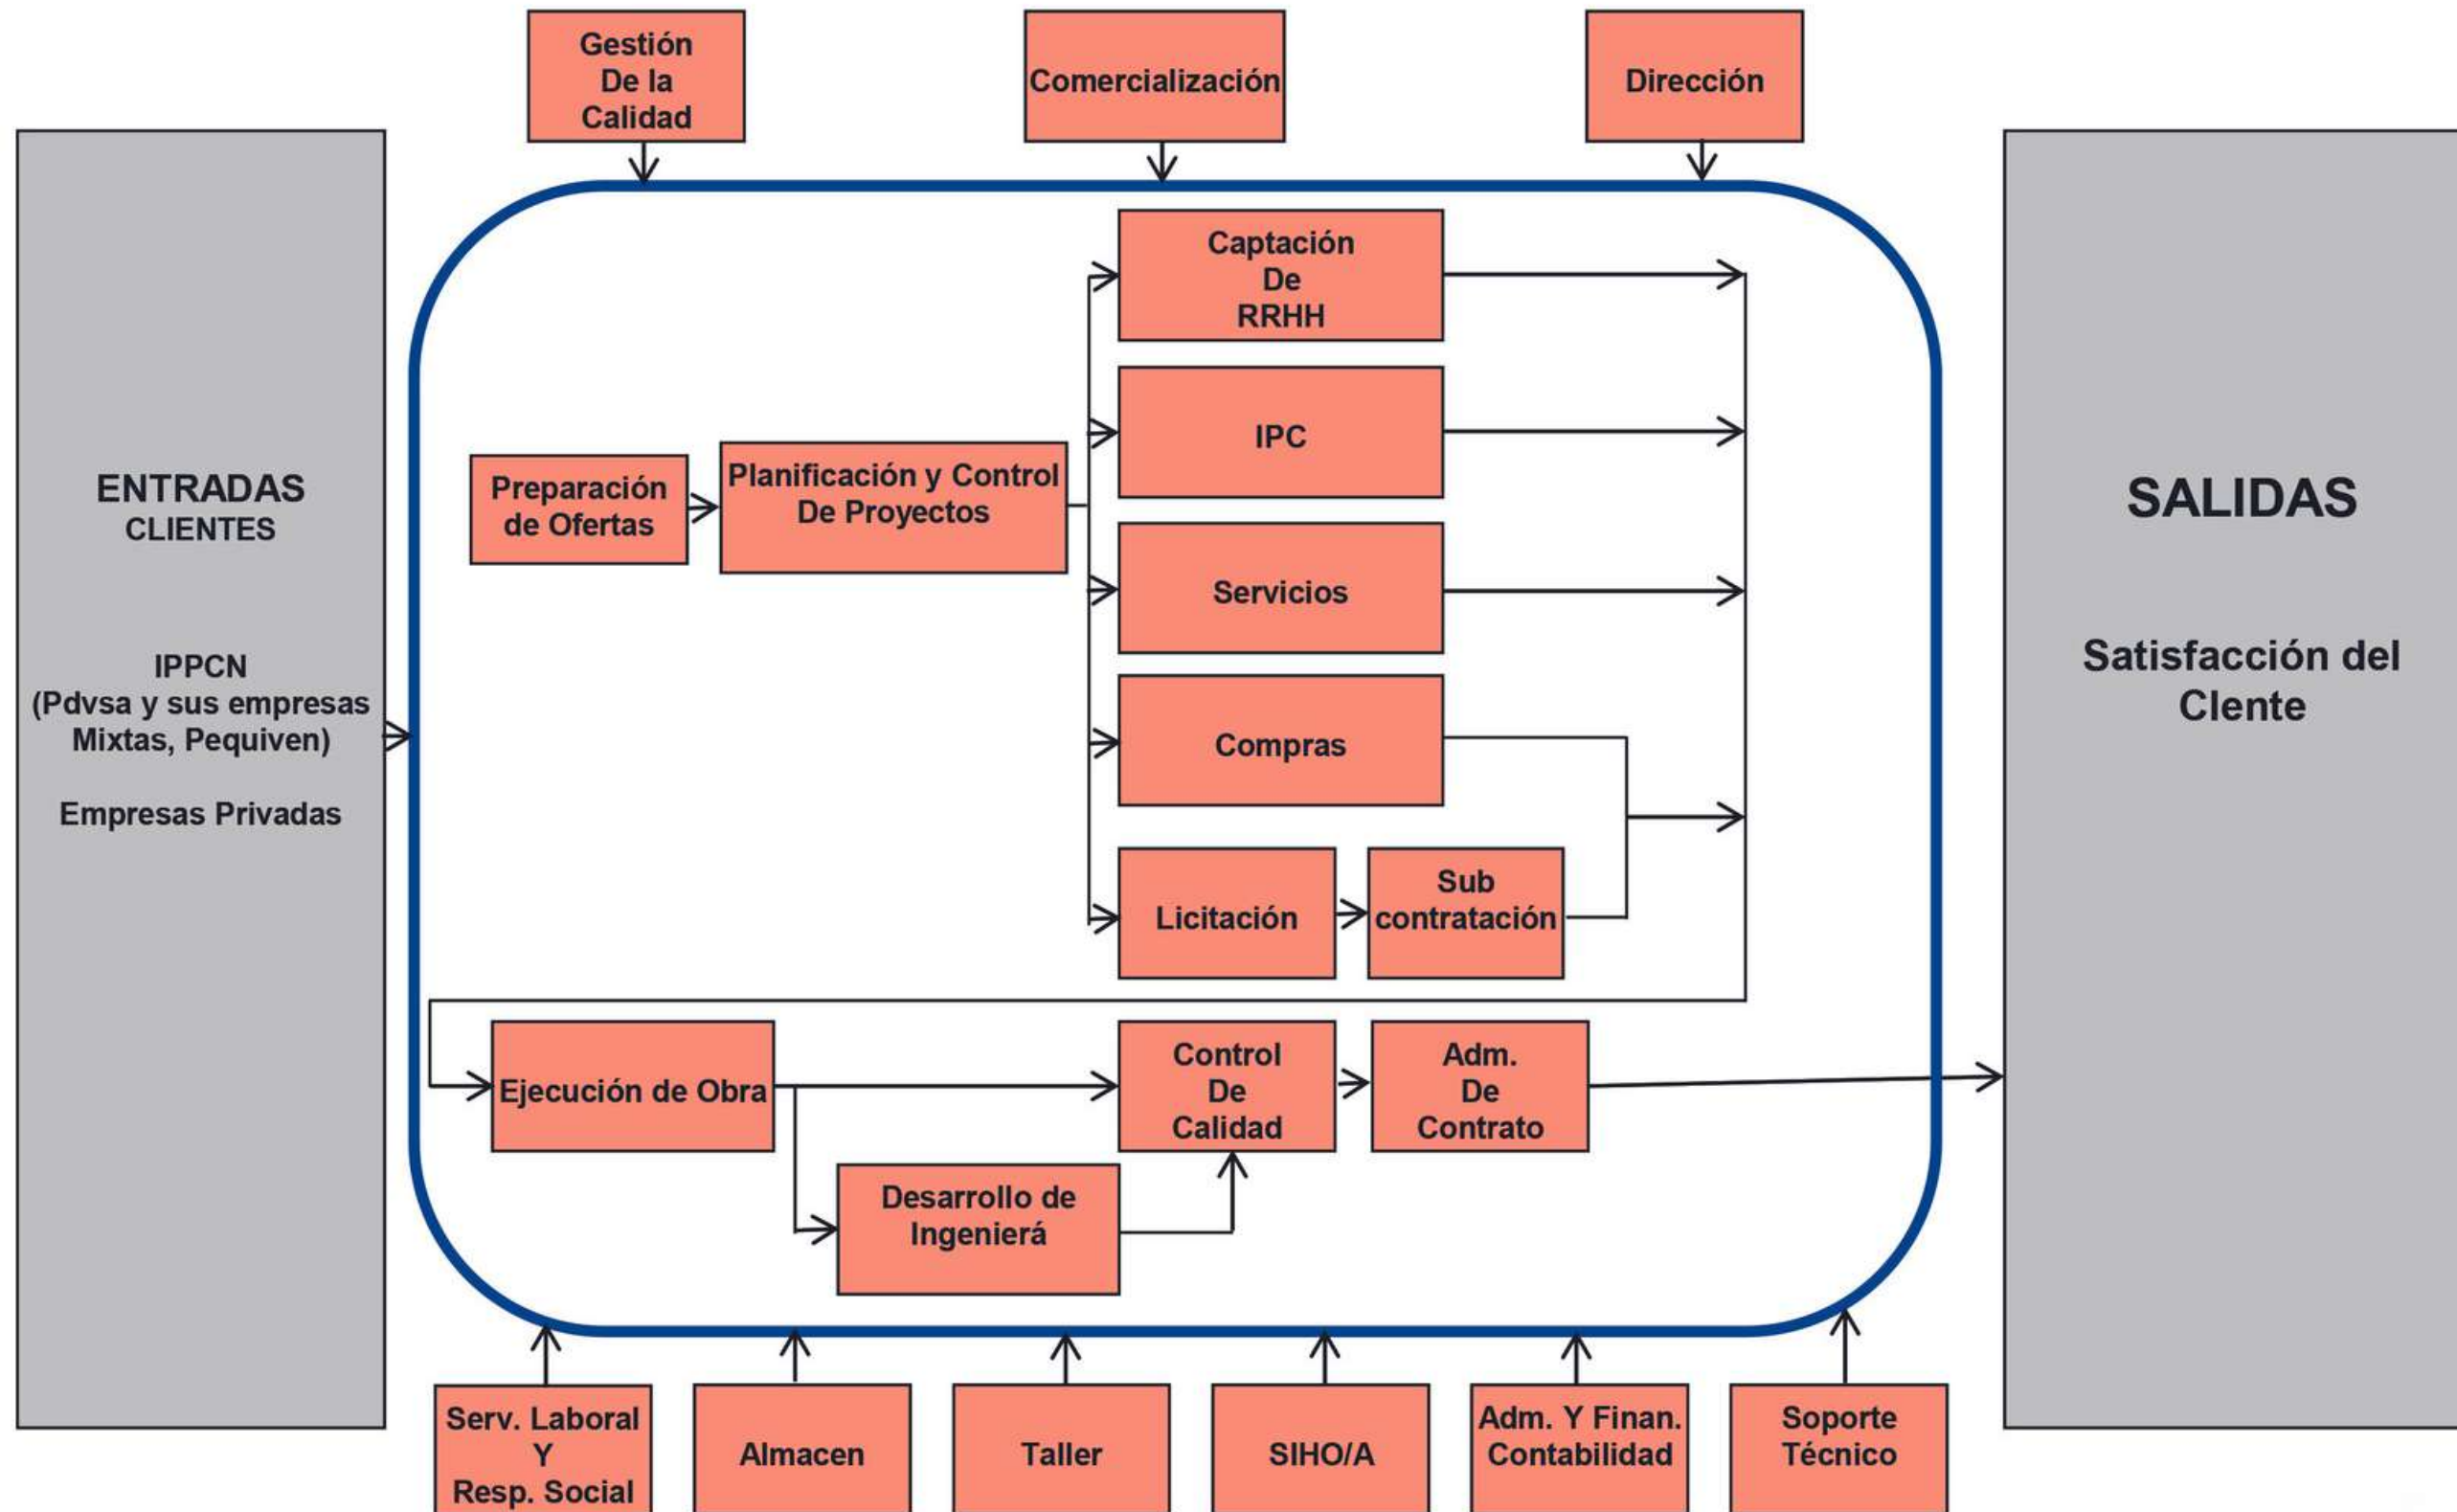 Gestión
De la
Calidad
Comercialización
Dirección
ENTRADAS
CLIENTES
IPPCN
(Pdvsa y sus empresas
Mixtas, Pequiven)
Empresas Privadas
Captación
De
RRHH
IPC
Preparación
de Ofertas
Planificación y Control
De Proyectos
Servicios
Compras
Licitación
Sub
contratación
Ejecución de Obra
Control
De
Calidad
Adm.
De
Contrato
Desarrollo de
Ingenierá
SALIDAS
Satisfacción del
Clente
Serv. Laboral
Y
Resp. Social
Almacen
Taller
SIHO/A
Adm. Y Finan.
Contabilidad
Soporte
Técnico